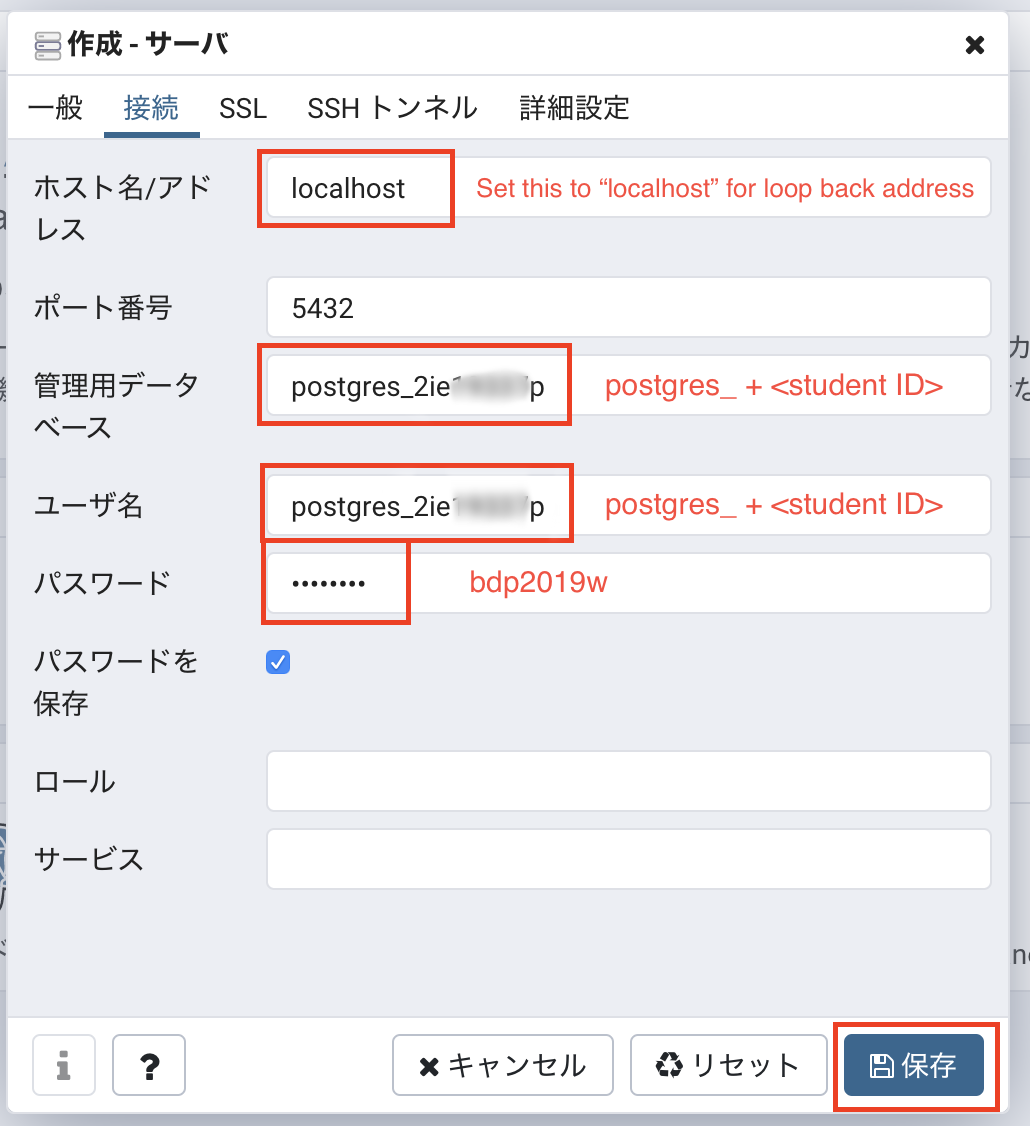 作成 - サーバ
一般 接続 SSL SSH トンネル 詳細設定
ホスト名/アド
レス
localhost Set this to “localhost” for loop back address
ポート番号 5432
管理用データ
ベース
postgres_2ie p postgres_ + <student ID>
ユーザ名 postgres_2ie p postgres_ + <student ID>
パスワード •••••••• bdp2019w
パスワードを
保存
ロール
サービス
キャンセル リセット 保存